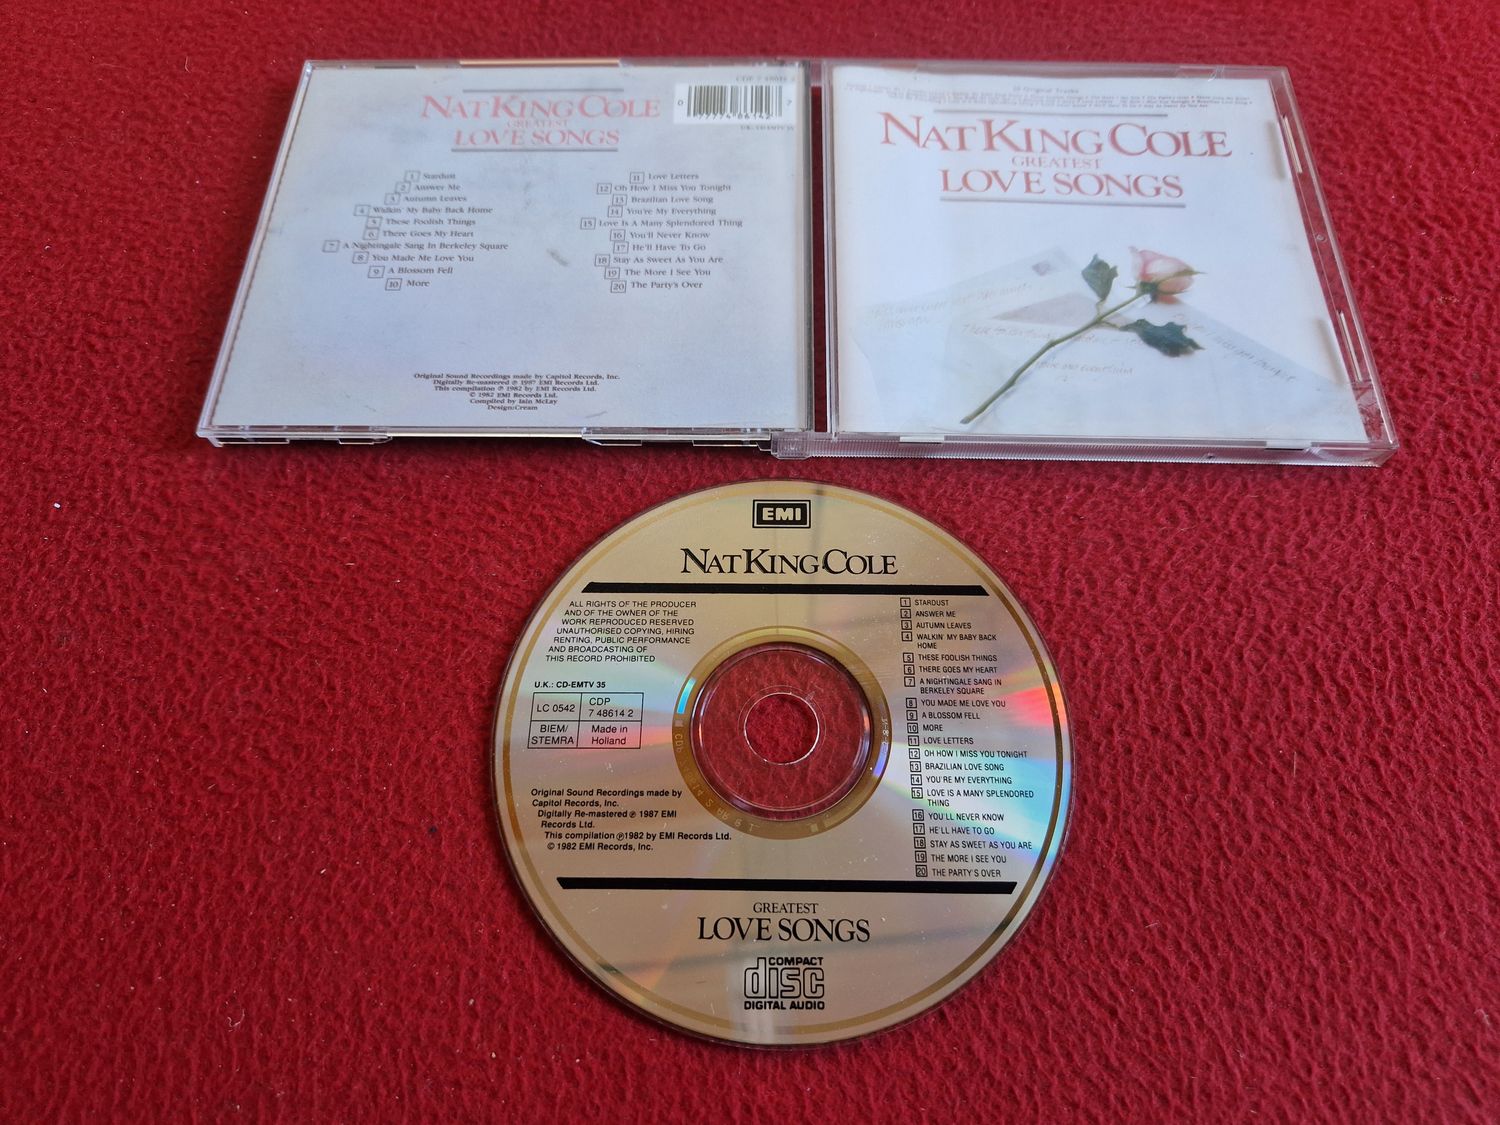 CDP 7 48614 2
NAT KING COLE
GREATEST
LOVE SONGS
0 77774 86142 7
U.K.: CD-EMTV 35
1 Stardust
2 Answer Me
3 Autumn Leaves
4 Walkin' My Baby Back Home
5 These Foolish Things
6 There Goes My Heart
7 A Nightingale Sang In Berkeley Square
8 You Made Me Love You
9 A Blossom Fell
10 More
11 Love Letters
12 Oh How I Miss You Tonight
13 Brazilian Love Song
14 You're My Everything
15 Love Is A Many Splendored Thing
16 You'll Never Know
17 He'll Have To Go
18 Stay As Sweet As You Are
19 The More I See You
20 The Party's Over
Original Sound Recordings made by Capitol Records, Inc.
Digitally Re-mastered ℗ 1987 EMI Records Ltd.
This compilation ℗ 1982 by EMI Records Ltd.
© 1982 EMI Records Ltd.
Compiled by Iain McLay
Design:Cream
20 Original Tracks
NAT KING COLE
GREATEST
LOVE SONGS
EMI
NAT KING COLE
ALL RIGHTS OF THE PRODUCER
AND OF THE OWNER OF THE
WORK REPRODUCED RESERVED
UNAUTHORISED COPYING, HIRING
RENTING, PUBLIC PERFORMANCE
AND BROADCASTING OF
THIS RECORD PROHIBITED
U.K.: CD-EMTV 35
LC 0542
CDP
7 48614 2
BIEM/
STEMRA
Made in
Holland
Original Sound Recordings made by
Capitol Records, Inc.
Digitally Re-mastered ℗ 1987 EMI
Records Ltd.
This compilation ℗1982 by EMI Records Ltd.
© 1982 EMI Records, Inc.
1 STARDUST
2 ANSWER ME
3 AUTUMN LEAVES
4 WALKIN' MY BABY BACK
HOME
5 THESE FOOLISH THINGS
6 THERE GOES MY HEART
7 A NIGHTINGALE SANG IN
BERKELEY SQUARE
8 YOU MADE ME LOVE YOU
9 A BLOSSOM FELL
10 MORE
11 LOVE LETTERS
12 OH HOW I MISS YOU TONIGHT
13 BRAZILIAN LOVE SONG
14 YOU'RE MY EVERYTHING
15 LOVE IS A MANY SPLENDORED
THING
16 YOU'LL NEVER KNOW
17 HE'LL HAVE TO GO
18 STAY AS SWEET AS YOU ARE
19 THE MORE I SEE YOU
20 THE PARTY'S OVER
GREATEST
LOVE SONGS
COMPACT
disc
DIGITAL AUDIO